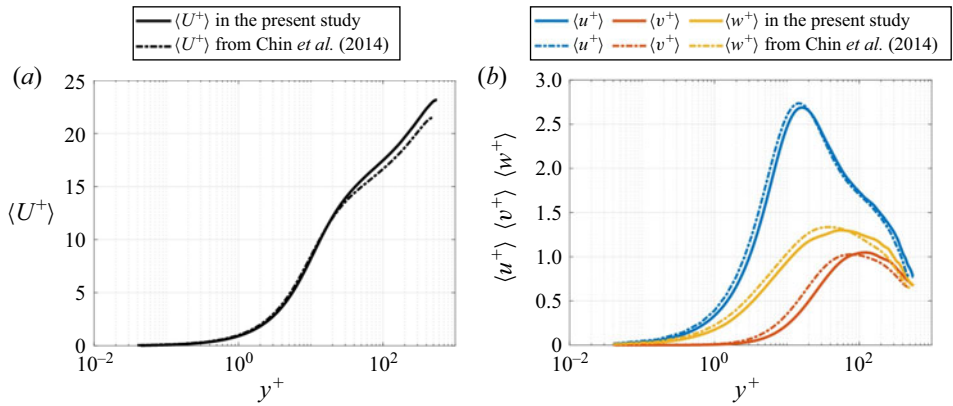 ⟨U⁺⟩ in the present study
⟨U⁺⟩ from Chin et al. (2014)
⟨u⁺⟩ ⟨v⁺⟩ ⟨w⁺⟩ in the present study
⟨u⁺⟩ ⟨v⁺⟩ ⟨w⁺⟩ from Chin et al. (2014)
(a)
25
20
15
10
5
0
⟨U⁺⟩
10⁻² 10⁰ 10²
y⁺
(b)
3.0
2.5
2.0
1.5
1.0
0.5
0
⟨u⁺⟩ ⟨v⁺⟩ ⟨w⁺⟩
10⁻² 10⁰ 10²
y⁺